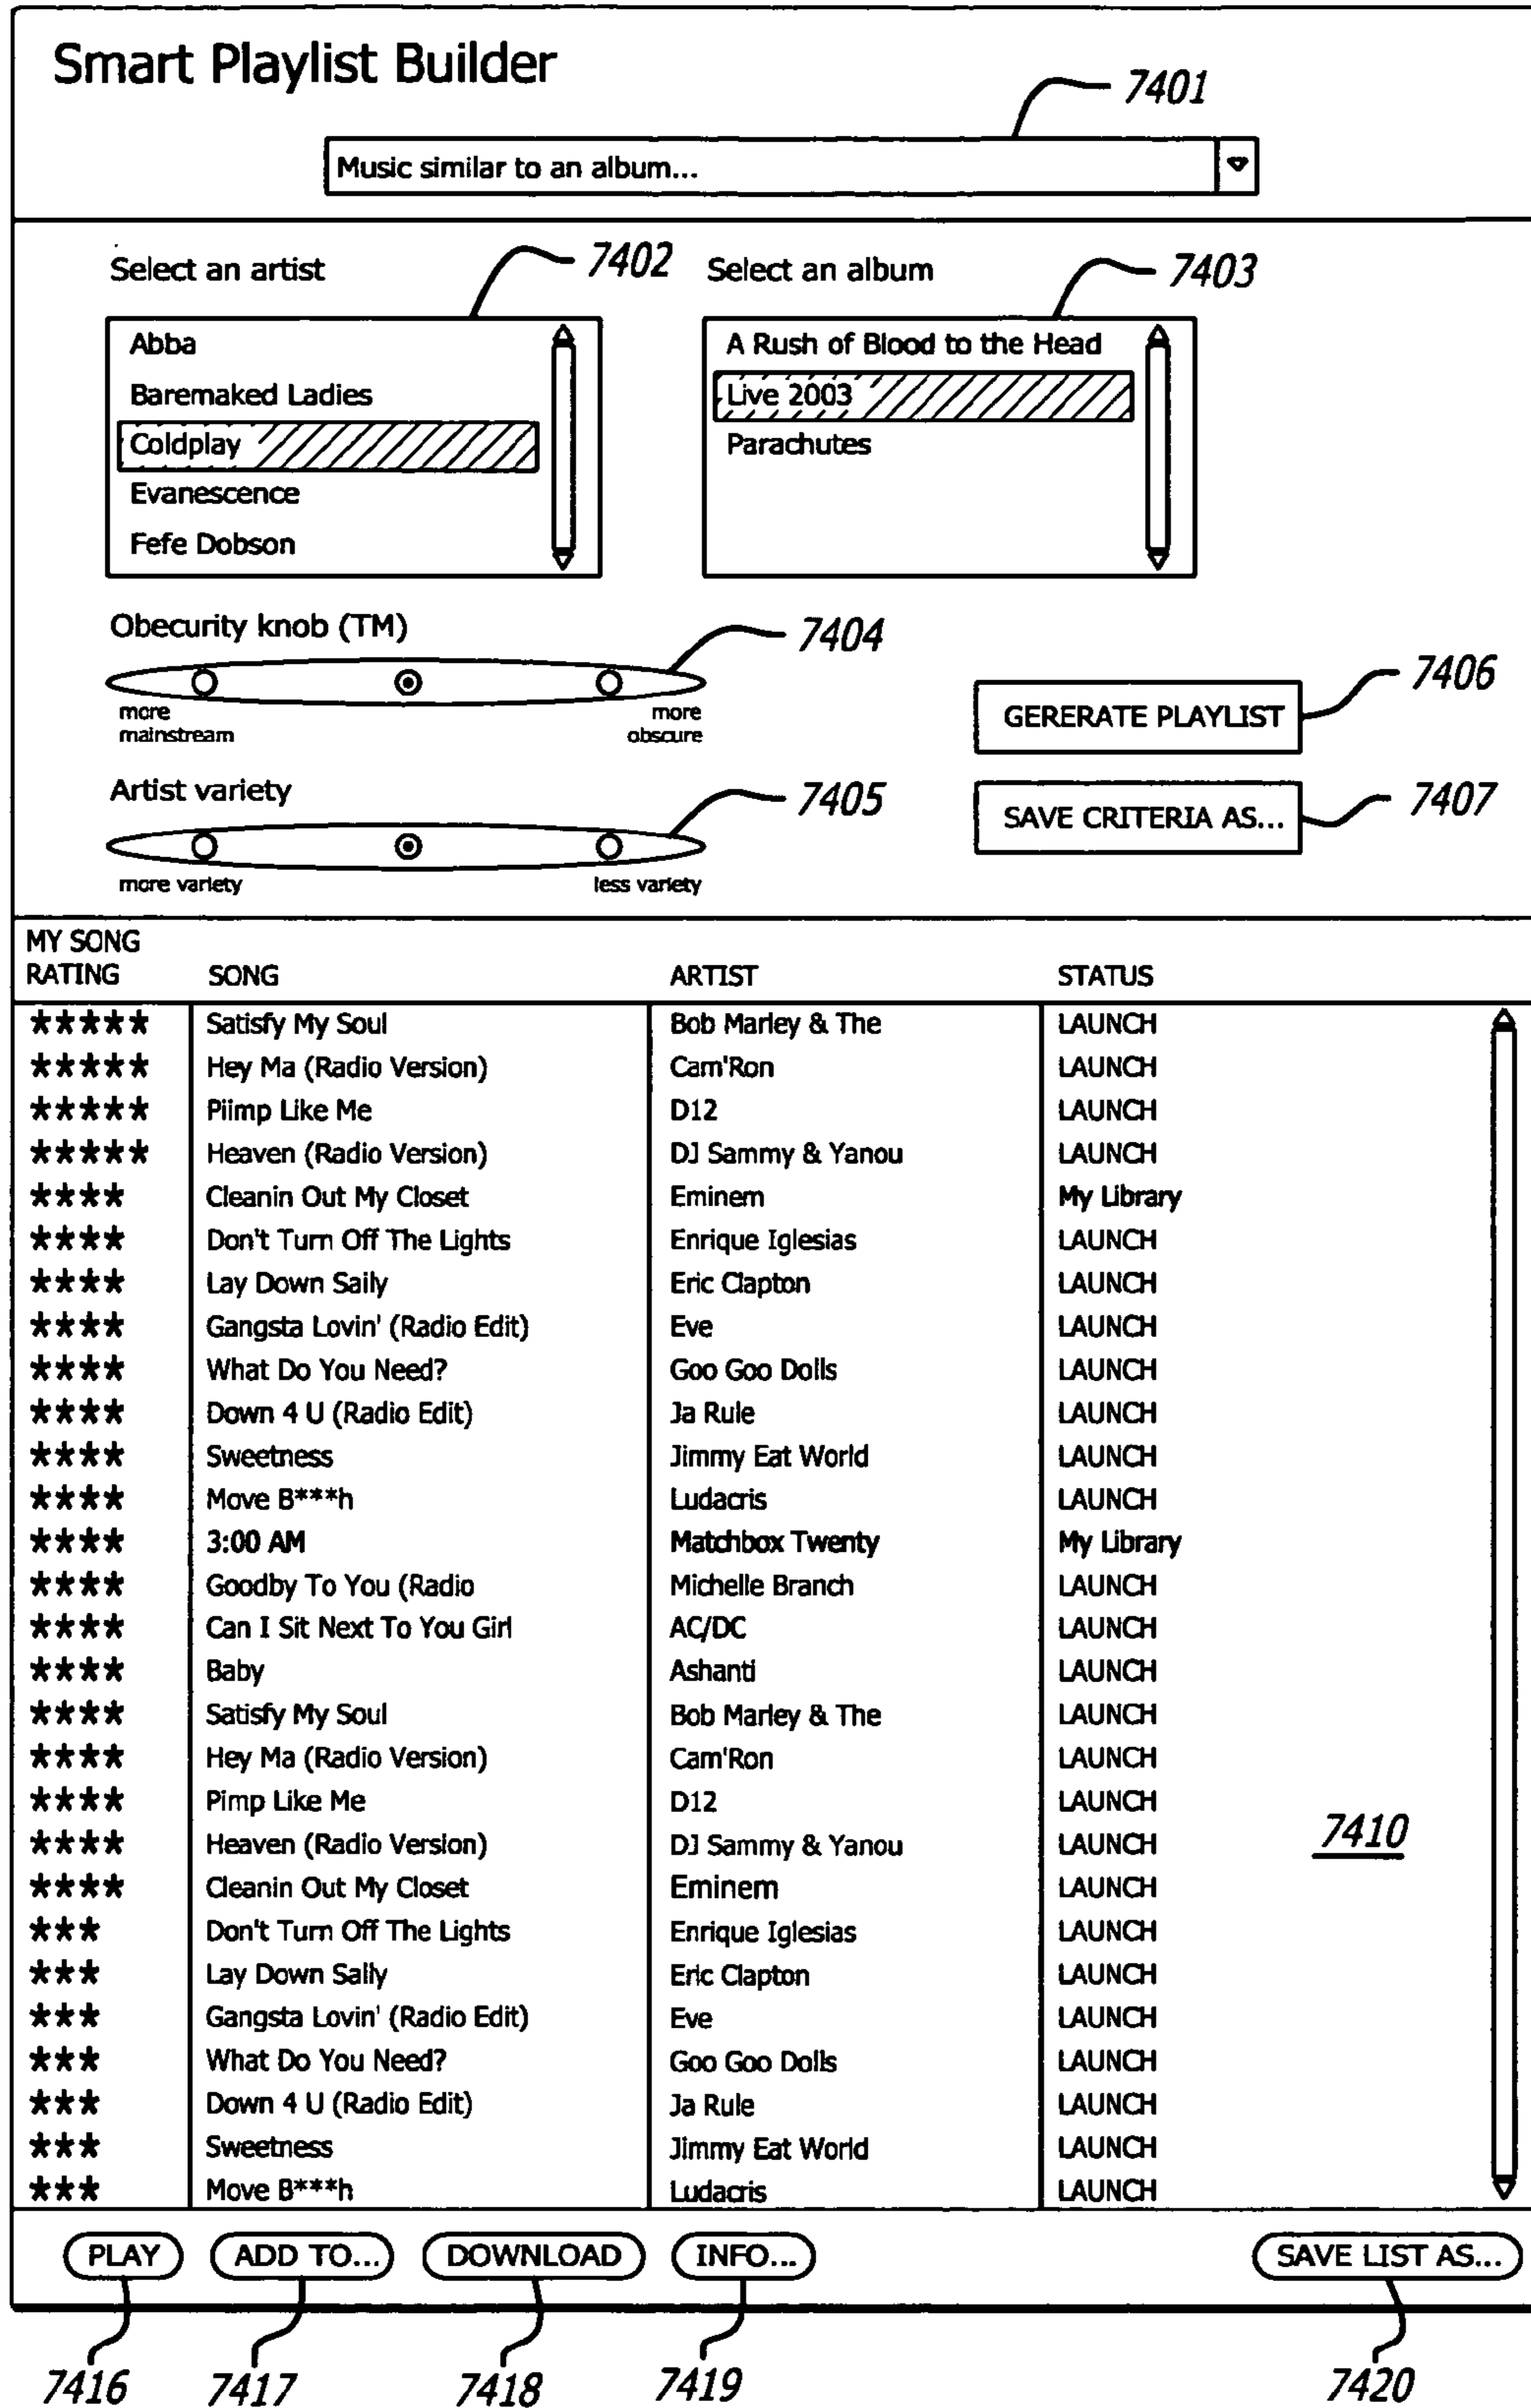 Smart Playlist Builder
7401
Music similar to an album...
Select an artist
7402
Select an album
7403
Abba
Baremaked Ladies
Coldplay
Evanescence
Fefe Dobson
A Rush of Blood to the Head
Live 2003
Parachutes
Obecurity knob (TM)
7404
more mainstream
more obscure
7406
GERERATE PLAYLIST
Artist variety
7405
more variety
less variety
7407
SAVE CRITERIA AS...
MY SONG RATING SONG ARTIST STATUS
★★★★★ Satisfy My Soul Bob Marley & The LAUNCH
★★★★★ Hey Ma (Radio Version) Cam'Ron LAUNCH
★★★★★ Piimp Like Me D12 LAUNCH
★★★★★ Heaven (Radio Version) DJ Sammy & Yanou LAUNCH
★★★★ Cleanin Out My Closet Eminem My Library
★★★★ Don't Turn Off The Lights Enrique Iglesias LAUNCH
★★★★ Lay Down Saily Eric Clapton LAUNCH
★★★★ Gangsta Lovin' (Radio Edit) Eve LAUNCH
★★★★ What Do You Need? Goo Goo Dolls LAUNCH
★★★★ Down 4 U (Radio Edit) Ja Rule LAUNCH
★★★★ Sweetness Jimmy Eat World LAUNCH
★★★★ Move B***h Ludacris LAUNCH
★★★★ 3:00 AM Matchbox Twenty My Library
★★★★ Goodby To You (Radio Michelle Branch LAUNCH
★★★★ Can I Sit Next To You Girl AC/DC LAUNCH
★★★★ Baby Ashanti LAUNCH
★★★★ Satisfy My Soul Bob Marley & The LAUNCH
★★★★ Hey Ma (Radio Version) Cam'Ron LAUNCH
★★★★ Pimp Like Me D12 LAUNCH
★★★★ Heaven (Radio Version) DJ Sammy & Yanou LAUNCH
★★★★ Cleanin Out My Closet Eminem LAUNCH
★★★ Don't Turn Off The Lights Enrique Iglesias LAUNCH
★★★ Lay Down Sally Eric Clapton LAUNCH
★★★ Gangsta Lovin' (Radio Edit) Eve LAUNCH
★★★ What Do You Need? Goo Goo Dolls LAUNCH
★★★ Down 4 U (Radio Edit) Ja Rule LAUNCH
★★★ Sweetness Jimmy Eat World LAUNCH
★★★ Move B***h Ludacris LAUNCH
7410
PLAY ADD TO... DOWNLOAD INFO... SAVE LIST AS...
7416 7417 7418 7419 7420